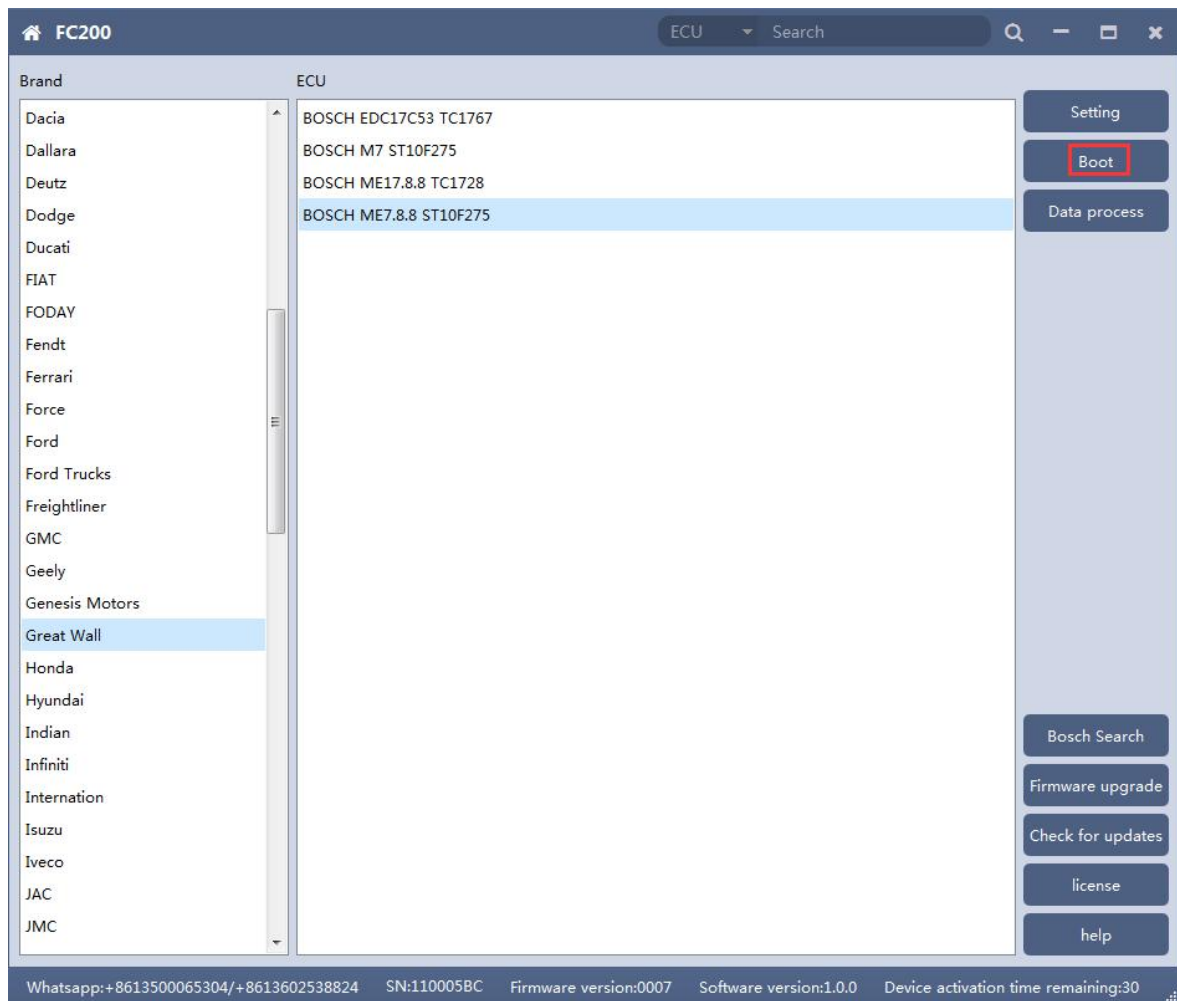 FC200
ECU Search
Brand
Dacia
Dallara
Deutz
Dodge
Ducati
FIAT
FODAY
Fendt
Ferrari
Force
Ford
Ford Trucks
Freightliner
GMC
Geely
Genesis Motors
Great Wall
Honda
Hyundai
Indian
Infiniti
Internation
Isuzu
Iveco
JAC
JMC
ECU
BOSCH EDC17C53 TC1767
BOSCH M7 ST10F275
BOSCH ME17.8.8 TC1728
BOSCH ME7.8.8 ST10F275
Setting
Boot
Data process
Bosch Search
Firmware upgrade
Check for updates
license
help
Whatsapp:+8613500065304/+8613602538824 SN:110005BC Firmware version:0007 Software version:1.0.0 Device activation time remaining:30